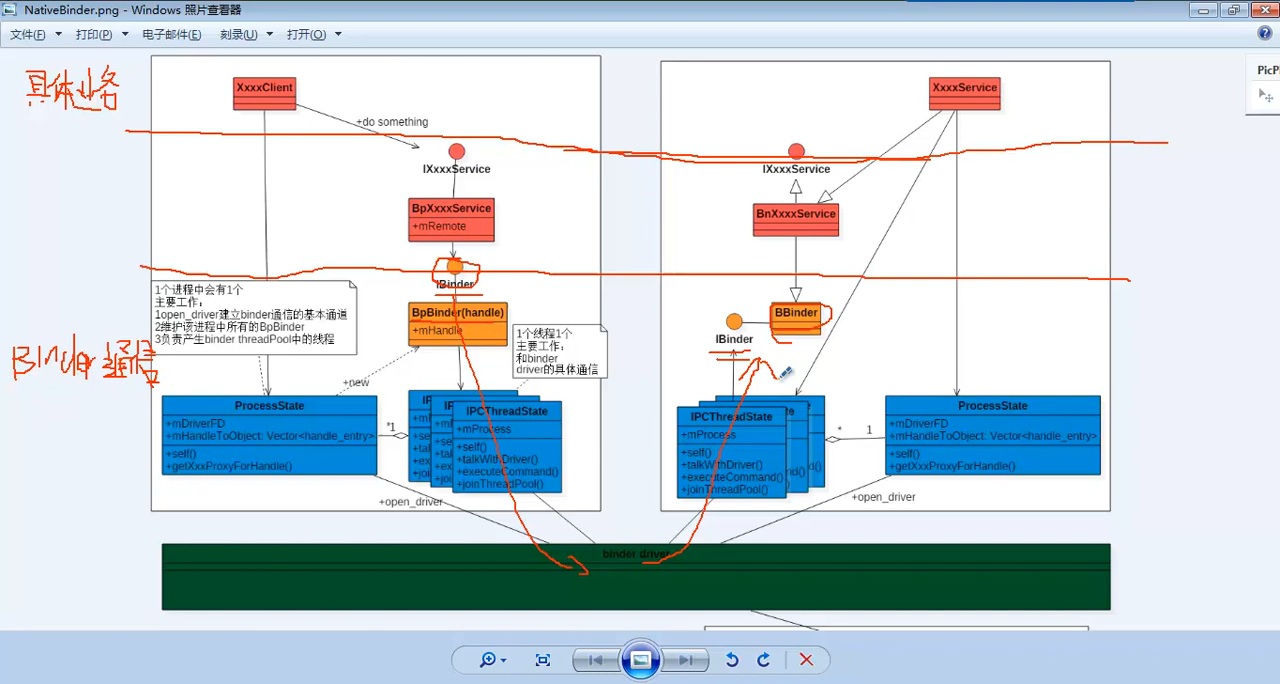 NativeBinder.png - Windows 照片查看器
文件(F) 打印(P) 电子邮件(E) 刻录(U) 打开(O)
具体业务
XxxxClient
+do something
IXxxxService
BpXxxxService
+mRemote
IBinder
1个进程中会有1个
主要工作：
1open_driver建立binder通信的基本通道
2维护该进程中所有的BpBinder
3负责产生binder threadPool中的线程
BpBinder(handle)
+mHandle
1个线程1个
主要工作：
和binder
driver的具体通信
Binder 通信
+new
ProcessState
+mDriverFD
+mHandleToObject: Vector<handle_entry>
+self()
+getXxxProxyForHandle()
*1
IPCThreadState
+mProcess
+self()
+talkWithDriver()
+executeCommand()
+joinThreadPool()
+open_driver
XxxxService
IXxxxService
BnXxxxService
BBinder
IBinder
IPCThreadState
+mProcess
+self()
+talkWithDriver()
+executeCommand()
+joinThreadPool()
* 1
ProcessState
+mDriverFD
+mHandleToObject: Vector<handle_entry>
+self()
+getXxxProxyForHandle()
+open_driver
binder driver